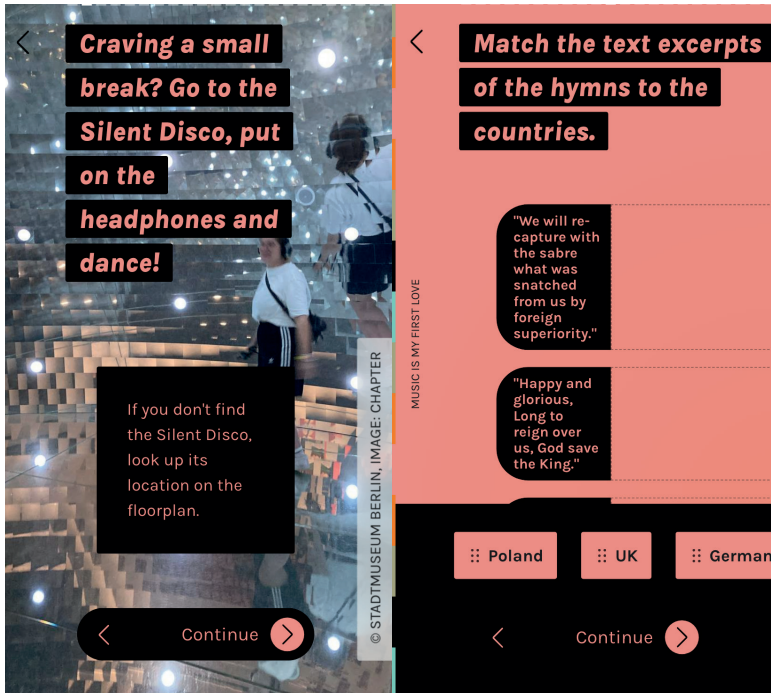 Craving a small
break? Go to the
Silent Disco, put
on the
headphones and
dance!
If you don't find
the Silent Disco,
look up its
location on the
floorplan.
Continue
© STADTMUSEUM BERLIN, IMAGE: CHAPTER
Match the text excerpts
of the hymns to the
countries.
MUSIC IS MY FIRST LOVE
"We will re-
capture with
the sabre
what was
snatched
from us by
foreign
superiority."
"Happy and
glorious,
Long to
reign over
us, God save
the King."
Poland
UK
German
Continue